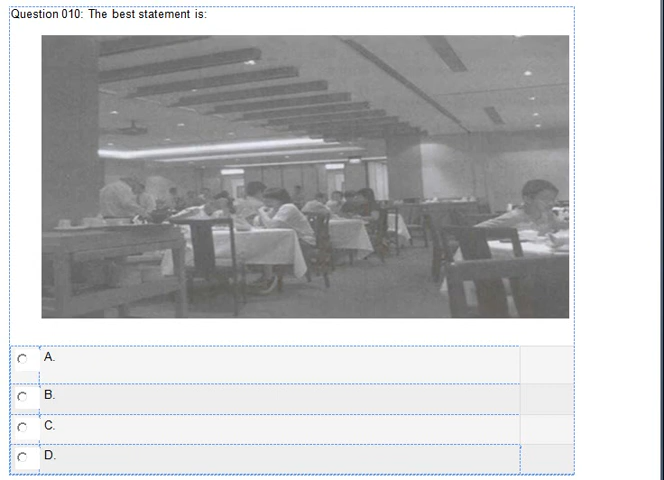 Question 010: The best statement is:
A.
B.
C.
D.